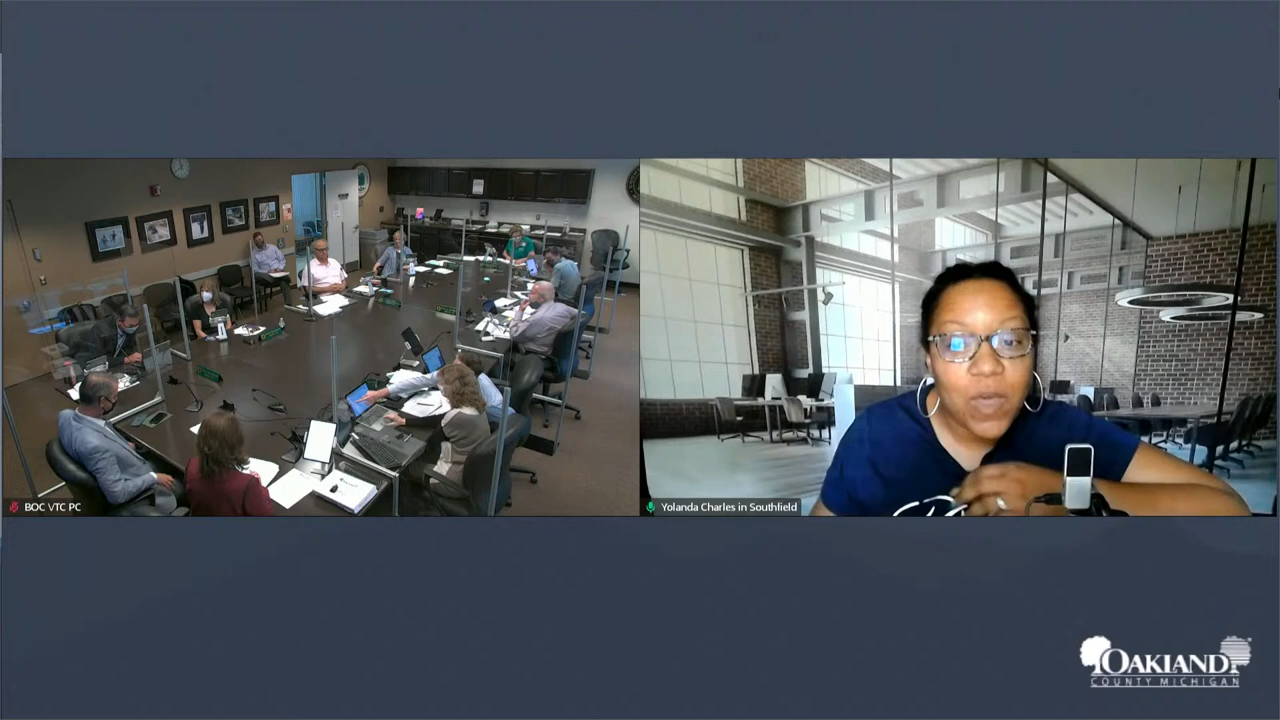 BOC VTC PC
Yolanda Charles in Southfield
OAKLAND
COUNTY MICHIGAN